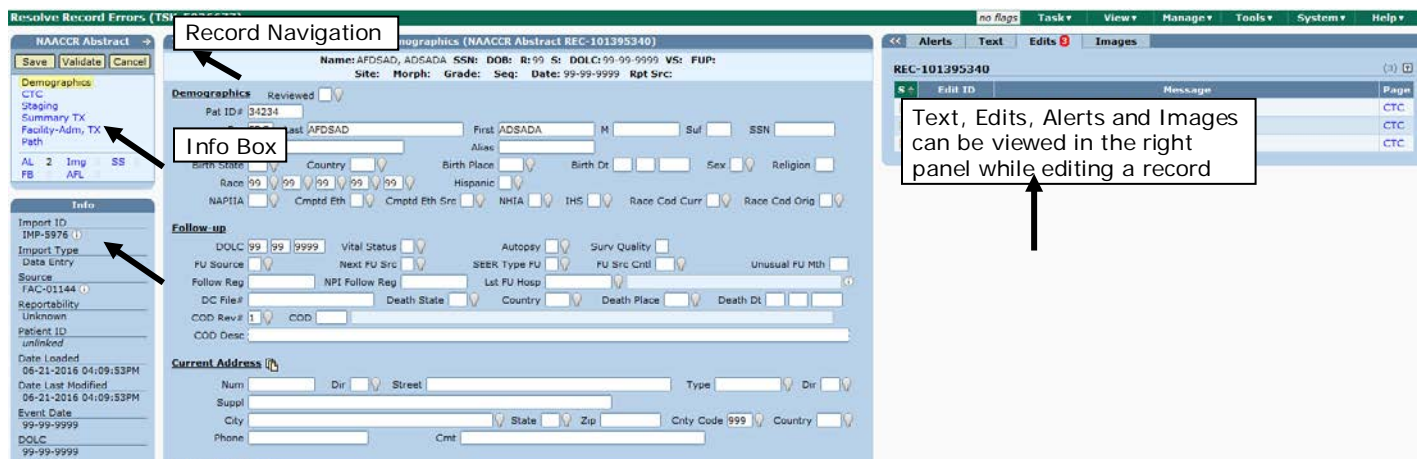 Resolve Record Errors (TSK-
no flags Task▾ View▾ Manage▾ Tools▾ System▾ Help▾
NAACCR Abstract →
Save Validate Cancel
Demographics
CTC
Staging
Summary TX
Facility-Adm, TX
Path
AL 2 Img SS
FB AFL
Info
Import ID
IMP-5976
Import Type
Data Entry
Source
FAC-01144
Reportability
Unknown
Patient ID
unlinked
Date Loaded
06-21-2016 04:09:53PM
Date Last Modified
06-21-2016 04:09:53PM
Event Date
99-99-9999
DOLC
99-99-9999
Record Navigation
Info Box
(NAACCR Abstract REC-101395340)
Name: AFDSAD, ADSADA SSN: DOB: R:99 S: DOLC:99-99-9999 VS: FUP:
Site: Morph: Grade: Seq: Date: 99-99-9999 Rpt Src:
Demographics Reviewed
Pat ID# 34234
Last AFDSAD First ADSADA M Suf SSN
Alias
Birth State Country Birth Place Birth Dt Sex Religion
Race 99 99 99 99 99 Hispanic
NAPIIA Cmptd Eth Cmptd Eth Src NHIA IHS Race Cod Curr Race Cod Orig
Follow-up
DOLC 99 99 9999 Vital Status Autopsy Surv Quality
FU Source Next FU Src SEER Type FU FU Src Cntl Unusual FU Mth
Follow Reg NPI Follow Reg Lst FU Hosp
DC File# Death State Country Death Place Death Dt
COD Rev# 1 COD
COD Desc
Current Address
Num Dir Street Type Dir
Suppl
City State Zip Cnty Code 999 Country
Phone Cmt
<< Alerts Text Edits 3 Images
REC-101395340 (3)
S Edit ID Message Page
CTC
CTC
CTC
Text, Edits, Alerts and Images
can be viewed in the right
panel while editing a record